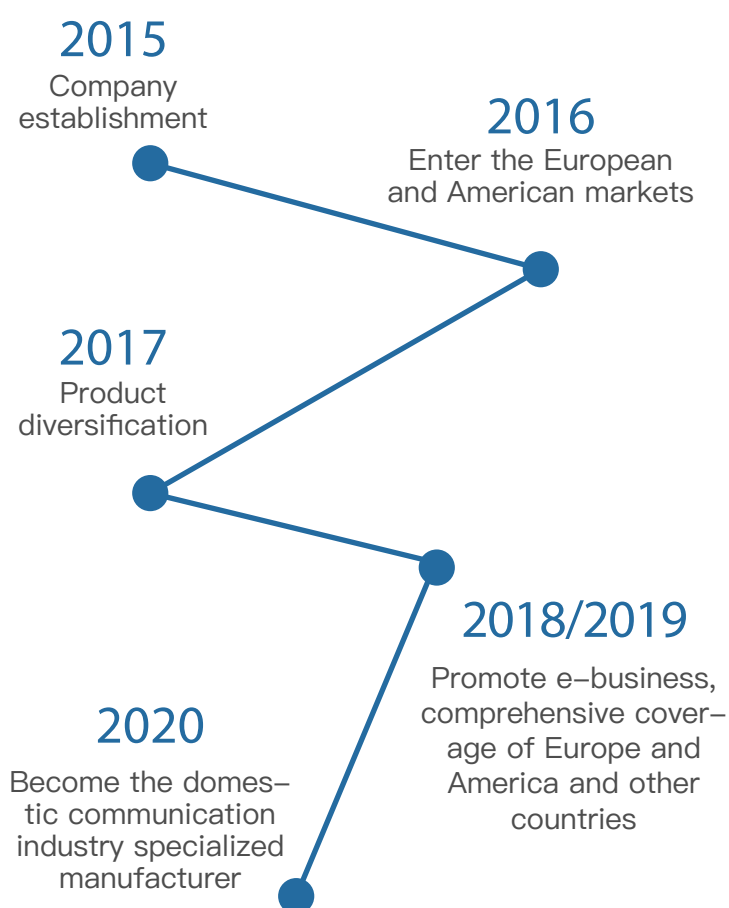 2015
Company
establishment
2016
Enter the European
and American markets
2017
Product
diversification
2018/2019
Promote e-business,
comprehensive cover-
age of Europe and
America and other
countries
2020
Become the domes-
tic communication
industry specialized
manufacturer